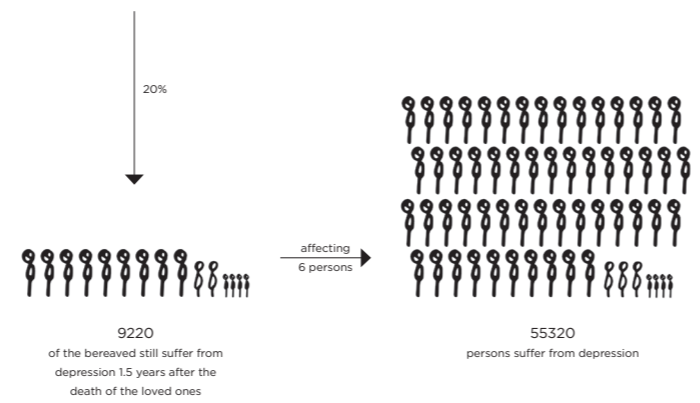 20%
affecting
6 persons
9220
of the bereaved still suffer from
depression 1.5 years after the
death of the loved ones
55320
persons suffer from depression